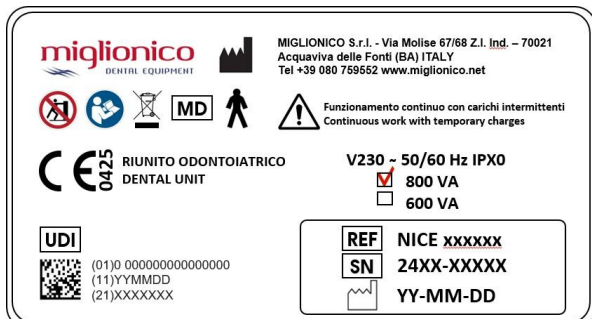 miglionico
DENTAL EQUIPMENT
MIGLIONICO S.r.l. - Via Molise 67/68 Z.I. Ind. – 70021
Acquaviva delle Fonti (BA) ITALY
Tel +39 080 759552 www.miglionico.net
MD
Funzionamento continuo con carichi intermittenti
Continuous work with temporary charges
CE 0425
RIUNITO ODONTOIATRICO
DENTAL UNIT
V230 ~ 50/60 Hz IPX0
800 VA
600 VA
UDI
(01)0 0000000000000
(11)YYMMDD
(21)XXXXXXX
REF NICE xxxxxx
SN 24XX-XXXXX
YY-MM-DD